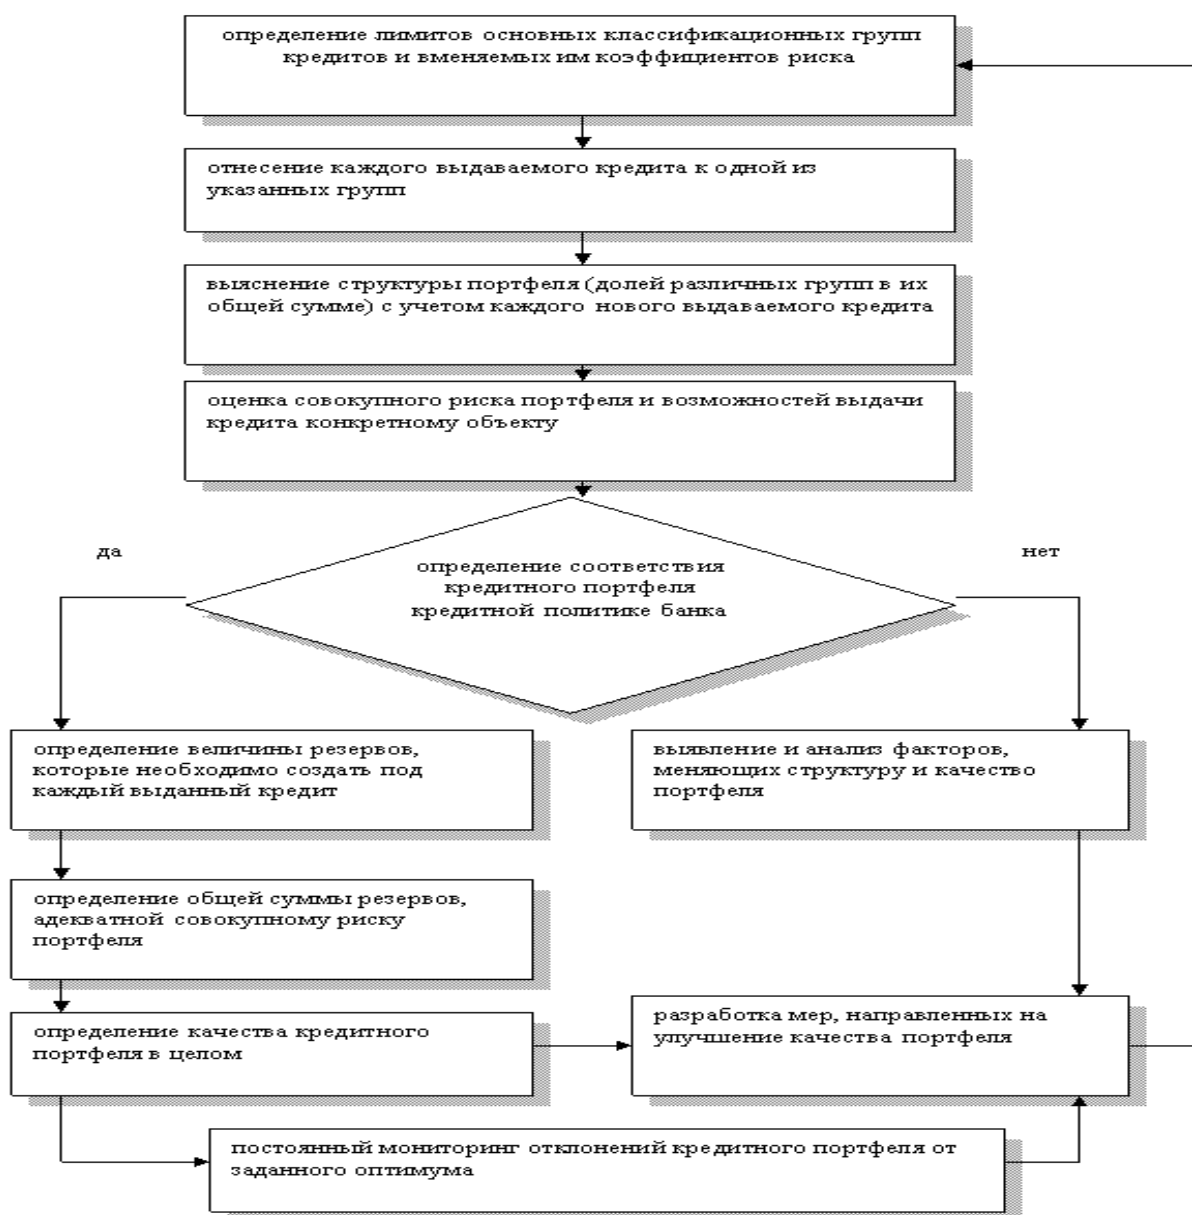 определение лимитов основных классификационных групп
кредитов и вменяемых им коэффициентов риска
отнесение каждого выдаваемого кредита к одной из
указанных групп
выяснение структуры портфеля (долей различных групп в их
общей сумме) с учетом каждого нового выдаваемого кредита
оценка совокупного риска портфеля и возможностей выдачи
кредита конкретному объекту
да
нет
определение соответствия
кредитного портфеля
кредитной политике банка
определение величины резервов,
которые необходимо создать под
каждый выданный кредит
выявление и анализ факторов,
меняющих структуру и качество
портфеля
определение общей суммы резервов,
адекватной совокупному риску
портфеля
определение качества кредитного
портфеля в целом
разработка мер, направленных на
улучшение качества портфеля
постоянный мониторинг отклонений кредитного портфеля от
заданного оптимума